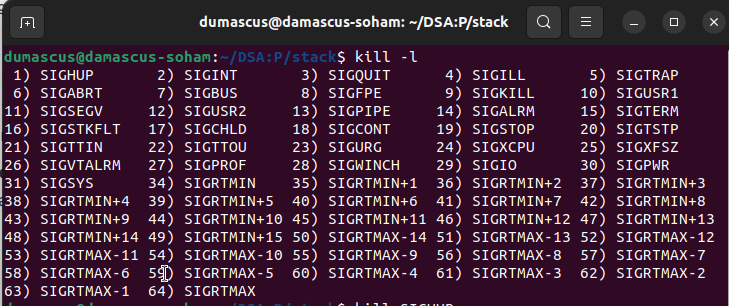 dumascus@damascus-soham: ~/DSA:P/stack
dumascus@damascus-soham:~/DSA:P/stack$ kill -l
1) SIGHUP 2) SIGINT 3) SIGQUIT 4) SIGILL 5) SIGTRAP
6) SIGABRT 7) SIGBUS 8) SIGFPE 9) SIGKILL 10) SIGUSR1
11) SIGSEGV 12) SIGUSR2 13) SIGPIPE 14) SIGALRM 15) SIGTERM
16) SIGSTKFLT 17) SIGCHLD 18) SIGCONT 19) SIGSTOP 20) SIGTSTP
21) SIGTTIN 22) SIGTTOU 23) SIGURG 24) SIGXCPU 25) SIGXFSZ
26) SIGVTALRM 27) SIGPROF 28) SIGWINCH 29) SIGIO 30) SIGPWR
31) SIGSYS 34) SIGRTMIN 35) SIGRTMIN+1 36) SIGRTMIN+2 37) SIGRTMIN+3
38) SIGRTMIN+4 39) SIGRTMIN+5 40) SIGRTMIN+6 41) SIGRTMIN+7 42) SIGRTMIN+8
43) SIGRTMIN+9 44) SIGRTMIN+10 45) SIGRTMIN+11 46) SIGRTMIN+12 47) SIGRTMIN+13
48) SIGRTMIN+14 49) SIGRTMIN+15 50) SIGRTMAX-14 51) SIGRTMAX-13 52) SIGRTMAX-12
53) SIGRTMAX-11 54) SIGRTMAX-10 55) SIGRTMAX-9 56) SIGRTMAX-8 57) SIGRTMAX-7
58) SIGRTMAX-6 59) SIGRTMAX-5 60) SIGRTMAX-4 61) SIGRTMAX-3 62) SIGRTMAX-2
63) SIGRTMAX-1 64) SIGRTMAX